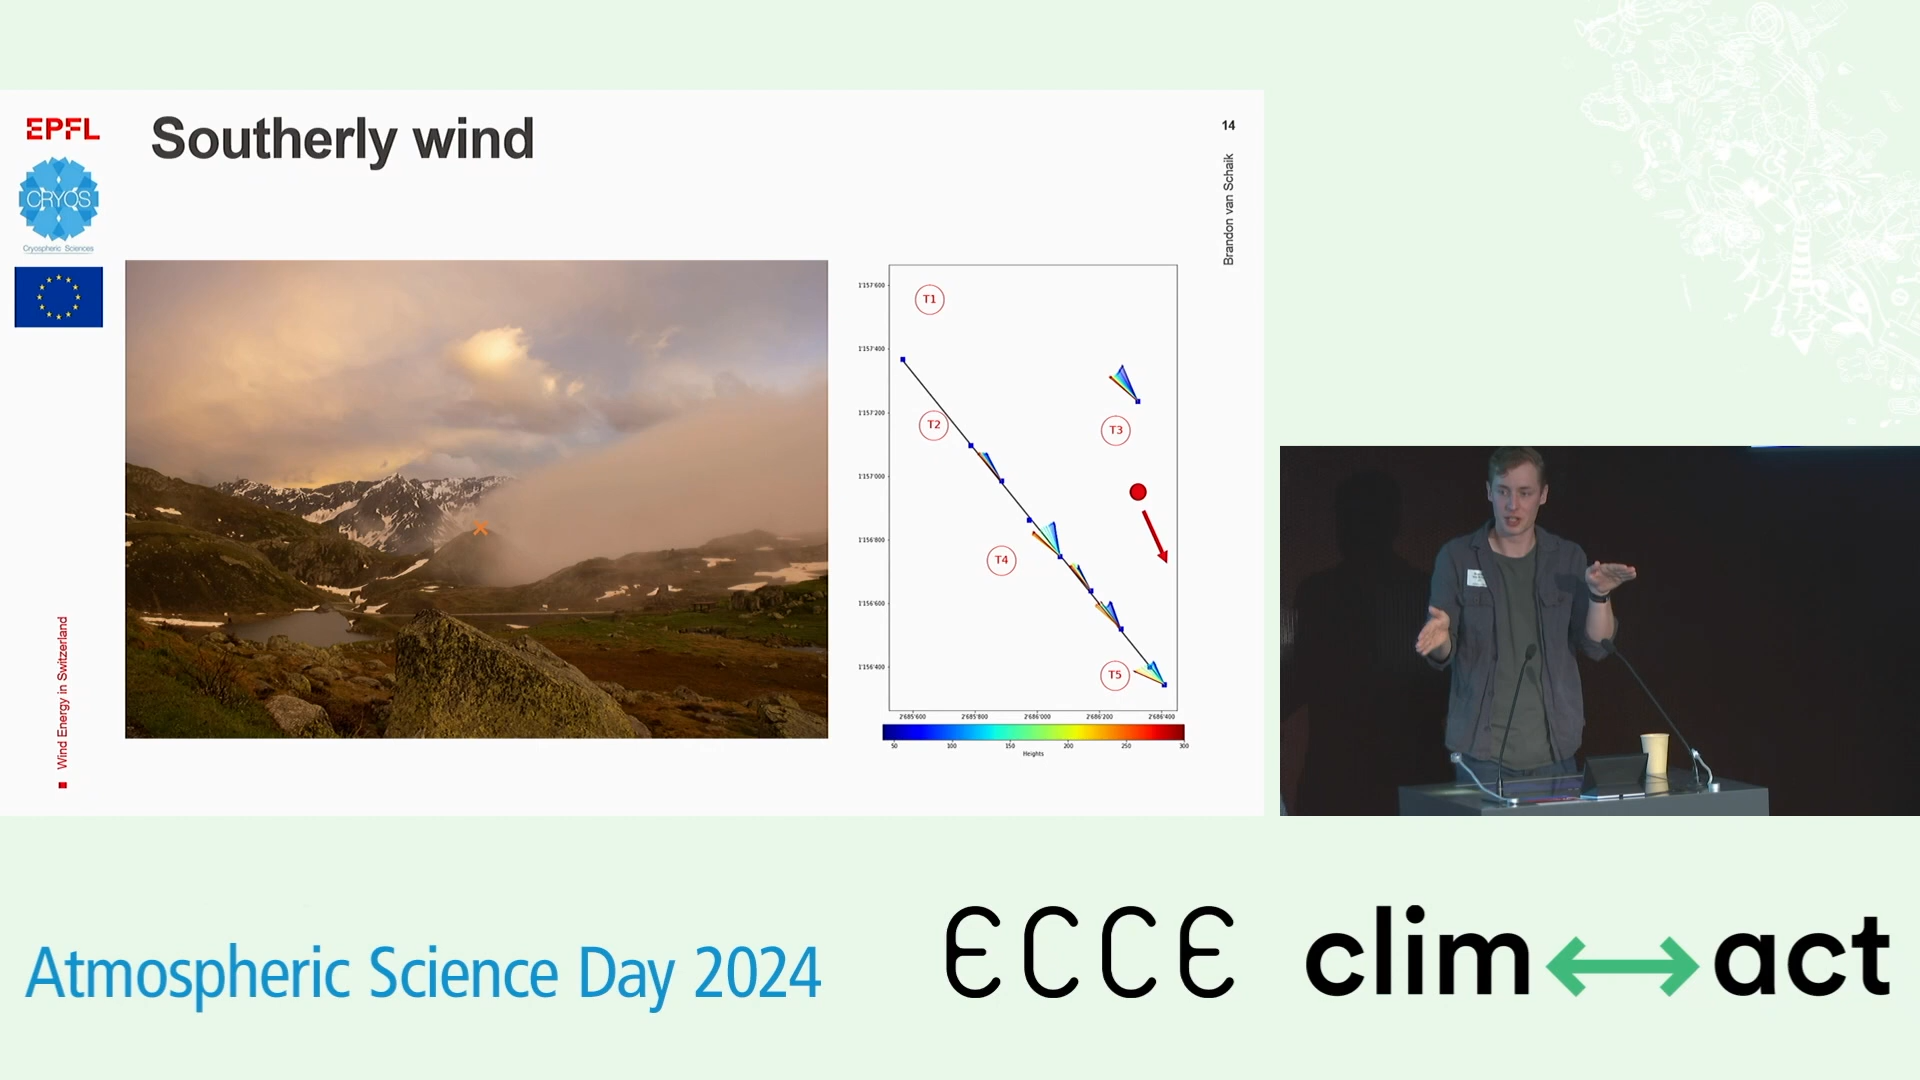 EPFL
CRYOS
Cryospheric Sciences
Southerly wind
14
Brandon van Schaik
Wind Energy in Switzerland
1'157'600
1'157'400
1'157'200
1'157'000
1'156'800
1'156'600
1'156'400
T1
T2
T3
T4
T5
2'685'600
2'685'800
2'686'000
2'686'200
2'686'400
50
100
150
200
250
300
Heights
Atmospheric Science Day 2024
ECCE
clim
act